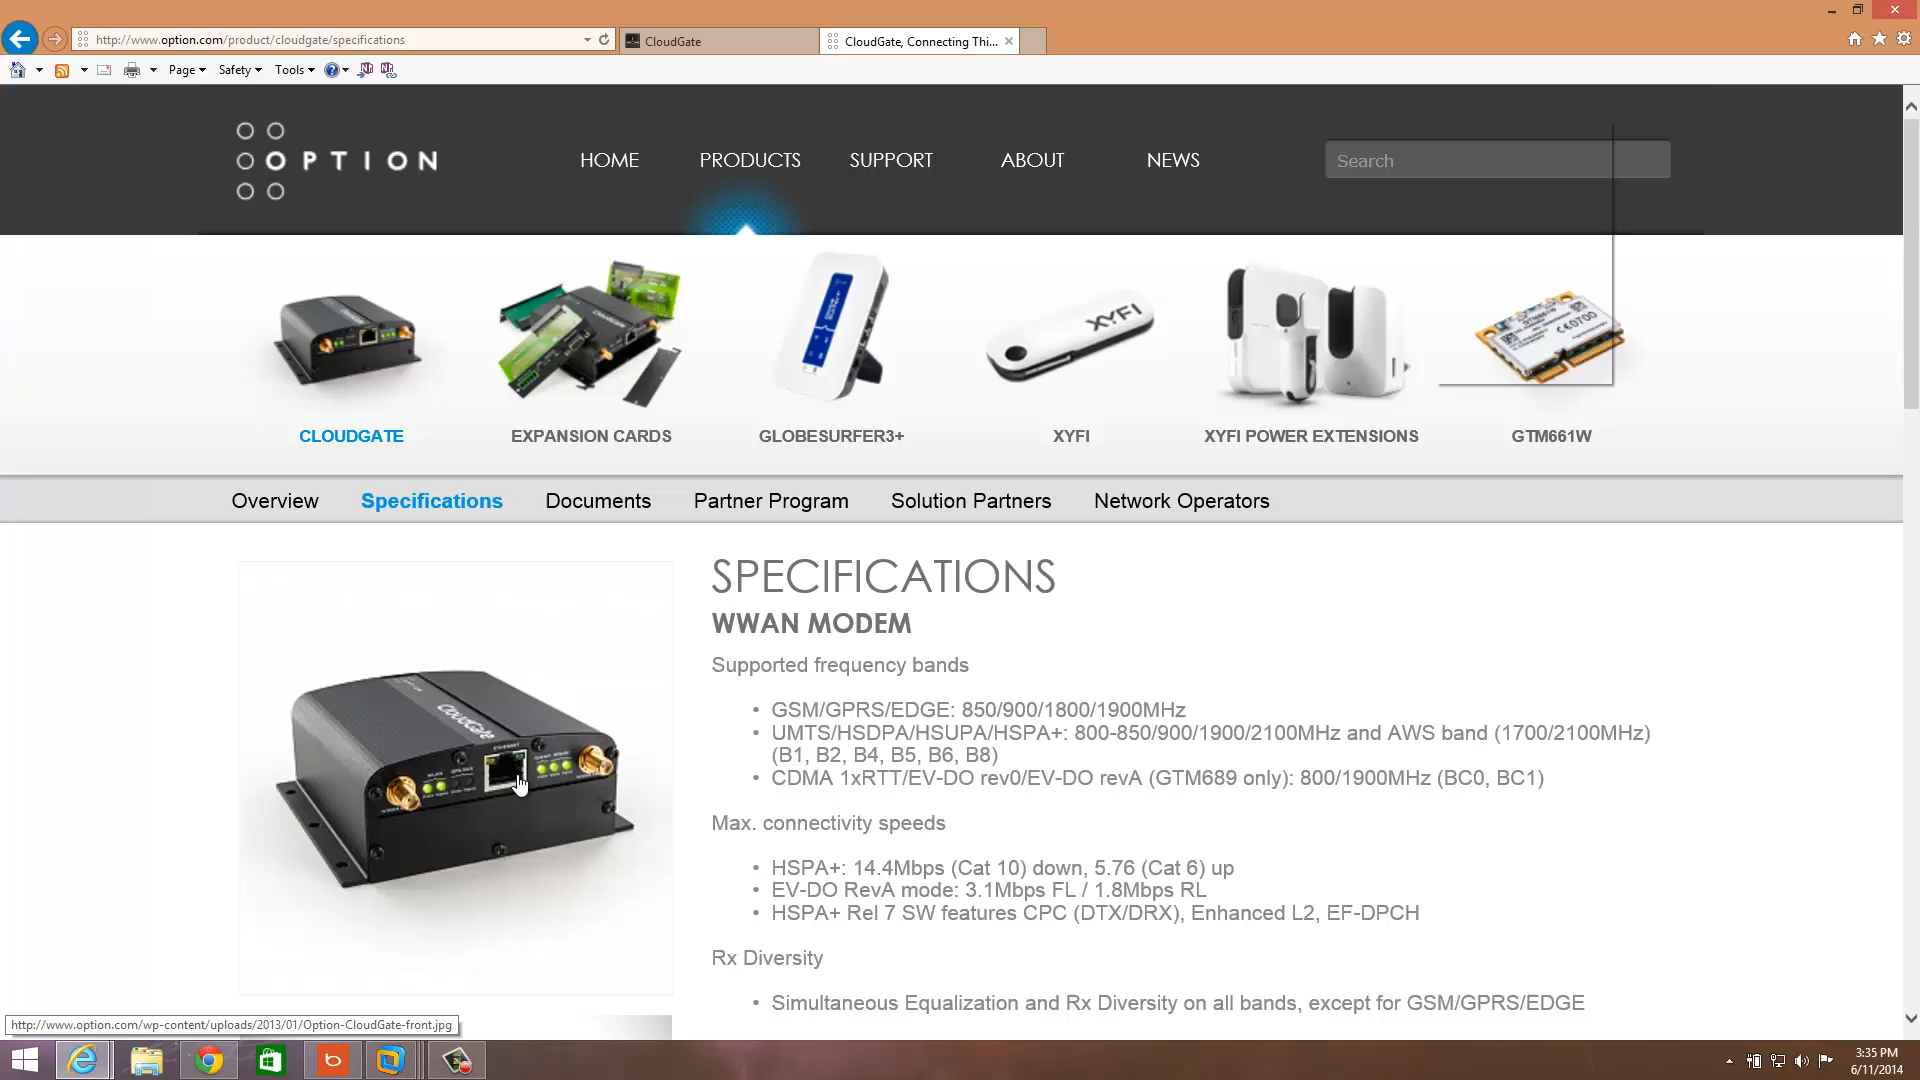 http://www.option.com/product/cloudgate/specifications
CloudGate
CloudGate, Connecting Thi...
Page
Safety
Tools
OPTION
HOME
PRODUCTS
SUPPORT
ABOUT
NEWS
Search
XYFI
CLOUDGATE
EXPANSION CARDS
GLOBESURFER3+
XYFI
XYFI POWER EXTENSIONS
GTM661W
Overview
Specifications
Documents
Partner Program
Solution Partners
Network Operators
CloudGate
SPECIFICATIONS
WWAN MODEM
Supported frequency bands
• GSM/GPRS/EDGE: 850/900/1800/1900MHz
• UMTS/HSDPA/HSUPA/HSPA+: 800-850/900/1900/2100MHz and AWS band (1700/2100MHz)
(B1, B2, B4, B5, B6, B8)
• CDMA 1xRTT/EV-DO rev0/EV-DO revA (GTM689 only): 800/1900MHz (BC0, BC1)
Max. connectivity speeds
• HSPA+: 14.4Mbps (Cat 10) down, 5.76 (Cat 6) up
• EV-DO RevA mode: 3.1Mbps FL / 1.8Mbps RL
• HSPA+ Rel 7 SW features CPC (DTX/DRX), Enhanced L2, EF-DPCH
Rx Diversity
• Simultaneous Equalization and Rx Diversity on all bands, except for GSM/GPRS/EDGE
http://www.option.com/wp-content/uploads/2013/01/Option-CloudGate-front.jpg
3:35 PM
6/11/2014